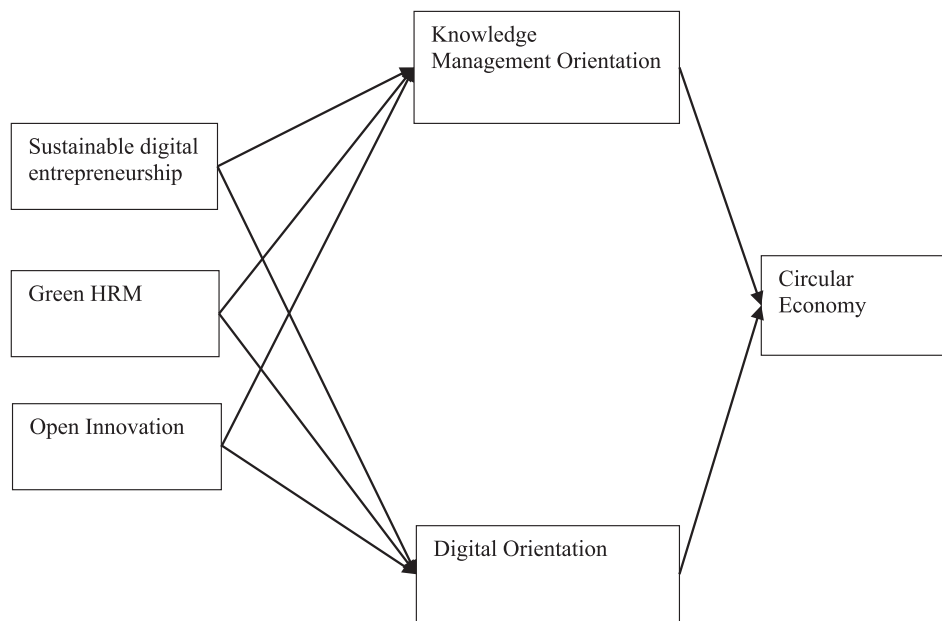 Knowledge
Management Orientation
Sustainable digital
entrepreneurship
Green HRM
Circular
Economy
Open Innovation
Digital Orientation